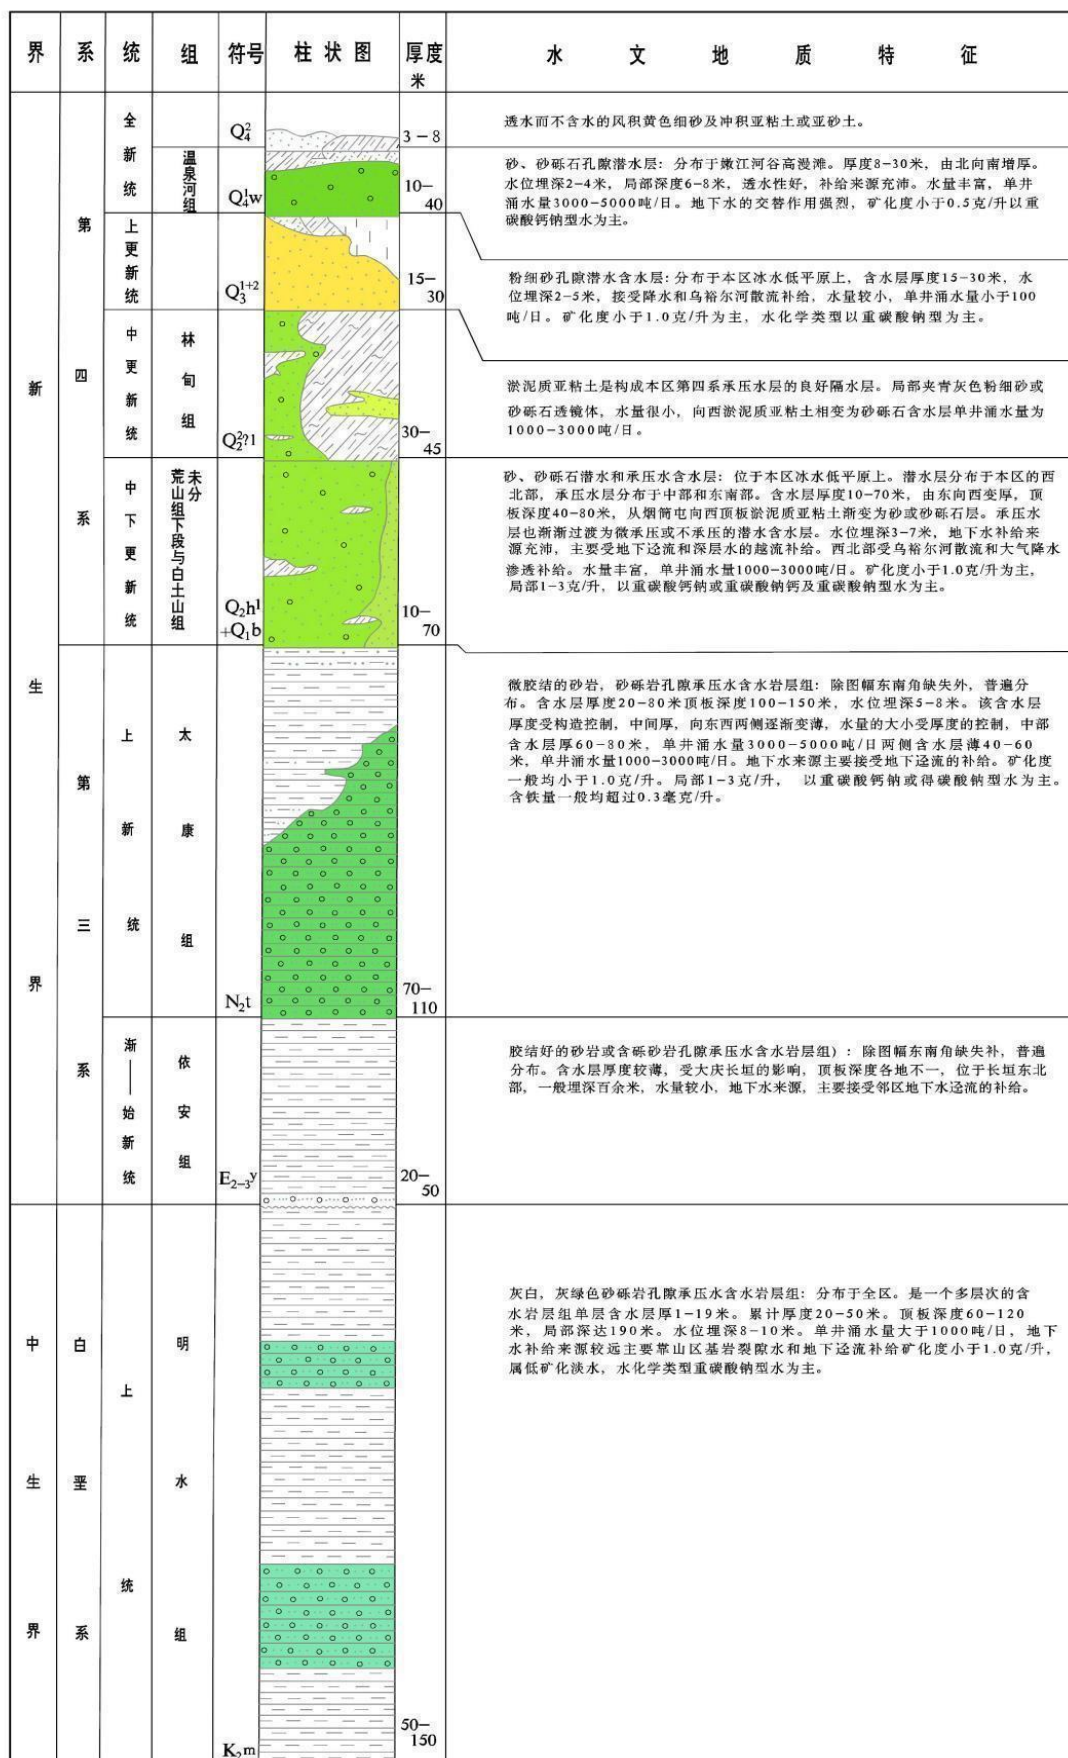 界 系 统 组 符号 柱状图 厚度米 水文地质特征
新生界
第四系
全新统
Q₄²
3－8
透水而不含水的风积黄色细砂及冲积亚粘土或亚砂土。
温泉河组
Q₄¹w
10－40
砂、砂砾石孔隙潜水层：分布于嫩江河谷高漫滩。厚度8-30米，由北向南增厚。
水位埋深2-4米，局部深度6-8米，透水性好，补给来源充沛。水量丰富，单井
涌水量3000-5000吨/日。地下水的交替作用强烈，矿化度小于0.5克/升以重
碳酸钙钠型水为主。
上更新统
Q₃¹⁺²
15－30
粉细砂孔隙潜水含水层：分布于本区冰水低平原上，含水层厚度15-30米，水
位埋深2-5米，接受降水和乌裕尔河散流补给，水量较小，单井涌水量小于100
吨/日。矿化度小于1.0克/升为主，水化学类型以重碳酸钠型为主。
中更新统
林甸组
Q₂²?l
30－45
淤泥质亚粘土是构成本区第四系承压水层的良好隔水层。局部夹青灰色粉细砂或
砂砾石透镜体，水量很小，向西淤泥质亚粘土相变为砂砾石含水层单井涌水量为
1000-3000吨/日。
中下更新统
未分
荒山组下段与白土山组
Q₂h¹
+Q₁b
10－70
砂、砂砾石潜水和承压水含水层：位于本区冰水低平原上。潜水层分布于本区的西
北部，承压水层分布于中部和东南部。含水层厚度10-70米，由东向西变厚，顶
板深度40-80米，从烟筒屯向西顶板淤泥质亚粘土渐变为砂或砂砾石层。承压水
层也渐渐过渡为微承压或不承压的潜水含水层。水位埋深3-7米，地下水补给来
源充沛，主要受地下迳流和深层水的越流补给。西北部受乌裕尔河散流和大气降水
渗透补给。水量丰富，单井涌水量1000-3000吨/日。矿化度小于1.0克/升为主，
局部1-3克/升，以重碳酸钙钠或重碳酸钠钙及重碳酸钠型水为主。
第三系
上新统
太康组
N₂t
70－110
微胶结的砂岩，砂砾岩孔隙承压水含水岩层组：除图幅东南角缺失外，普遍分
布。含水层厚度20-80米顶板深度100-150米，水位埋深5-8米。该含水层
厚度受构造控制，中间厚，向东西两侧逐渐变薄，水量的大小受厚度的控制，中部
含水层厚60-80米，单井涌水量3000-5000吨/日两侧含水层薄40-60
米，单井涌水量1000-3000吨/日。地下水来源主要接受地下迳流的补给。矿化度
一般均小于1.0克/升。局部1-3克/升， 以重碳酸钙钠或得碳酸钠型水为主。
含铁量一般均超过0.3毫克/升。
渐—始新统
依安组
E₂₋₃y
20－50
胶结好的砂岩或含砾砂岩孔隙承压水含水岩层组）：除图幅东南角缺失补，普遍
分布。含水层厚度较薄，受大庆长垣的影响，顶板深度各地不一，位于长垣东北
部，一般埋深百余米，水量较小，地下水来源，主要接受邻区地下水迳流的补给。
中生界
白垩系
上统
明水组
K₂m
50－150
灰白，灰绿色砂砾岩孔隙承压水含水岩层组：分布于全区。是一个多层次的含
水岩层组单层含水层厚1-19米。累计厚度20-50米。顶板深度60-120
米，局部深达190米。水位埋深8-10米。单井涌水量大于1000吨/日，地下
水补给来源较远主要靠山区基岩裂隙水和地下迳流补给矿化度小于1.0克/升，
属低矿化淡水，水化学类型重碳酸钠型水为主。